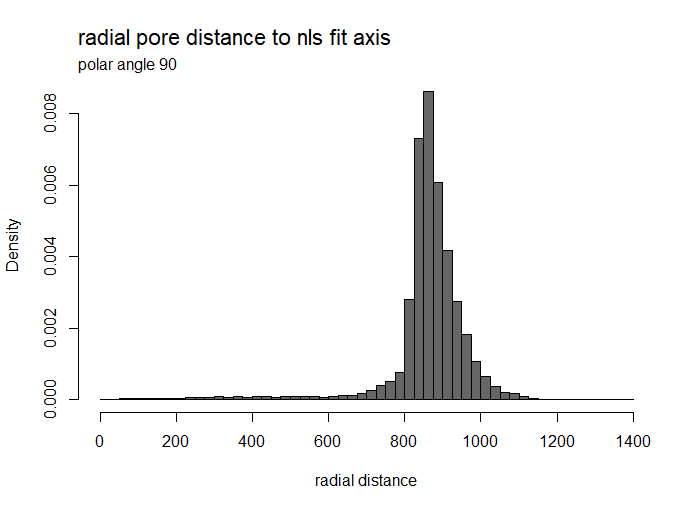 radial pore distance to nls fit axis
polar angle 90
Density
0.008
0.006
0.004
0.002
0.000
0 200 400 600 800 1000 1200 1400
radial distance